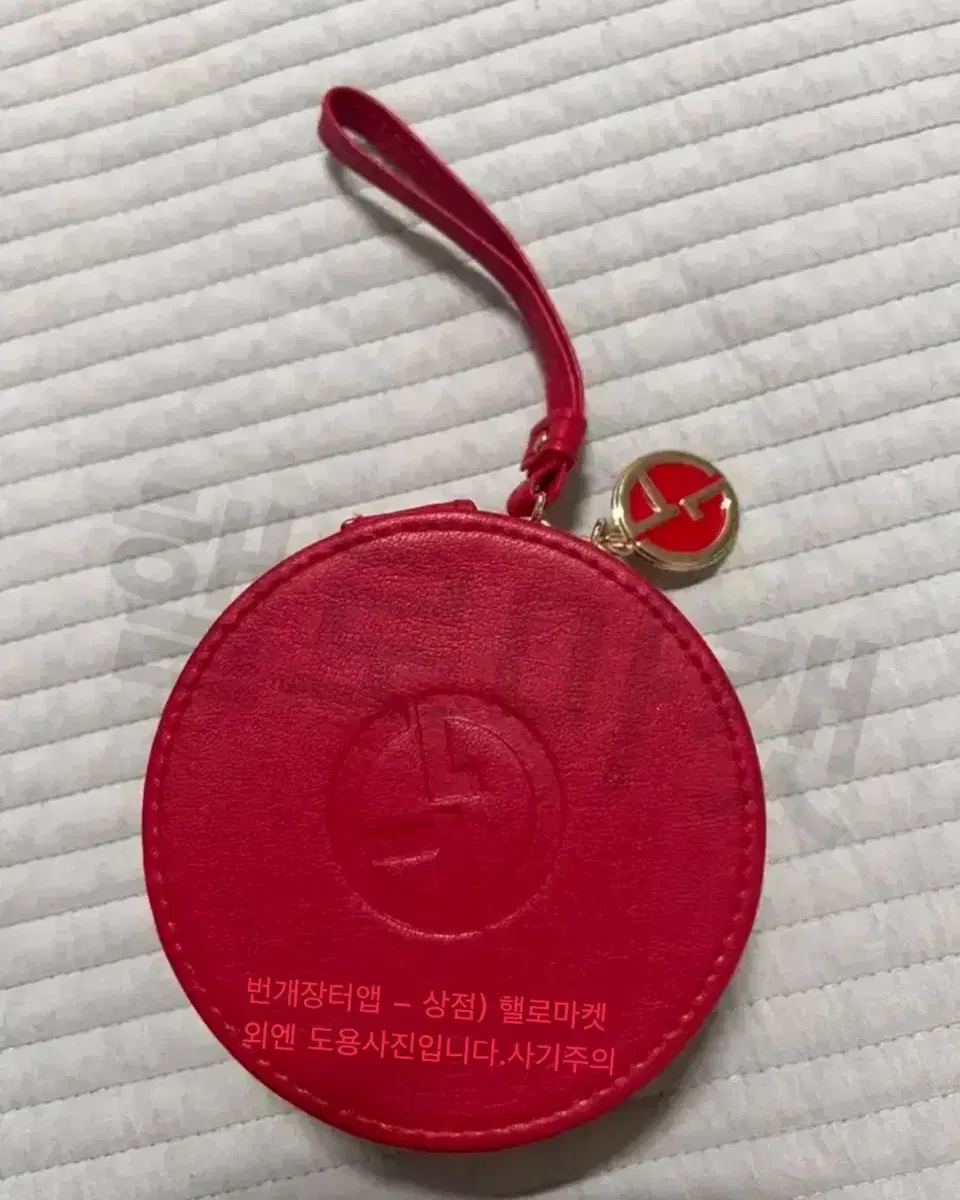 번개장터앱 – 상점) 핼로마켓
외엔 도용사진입니다.사기주의